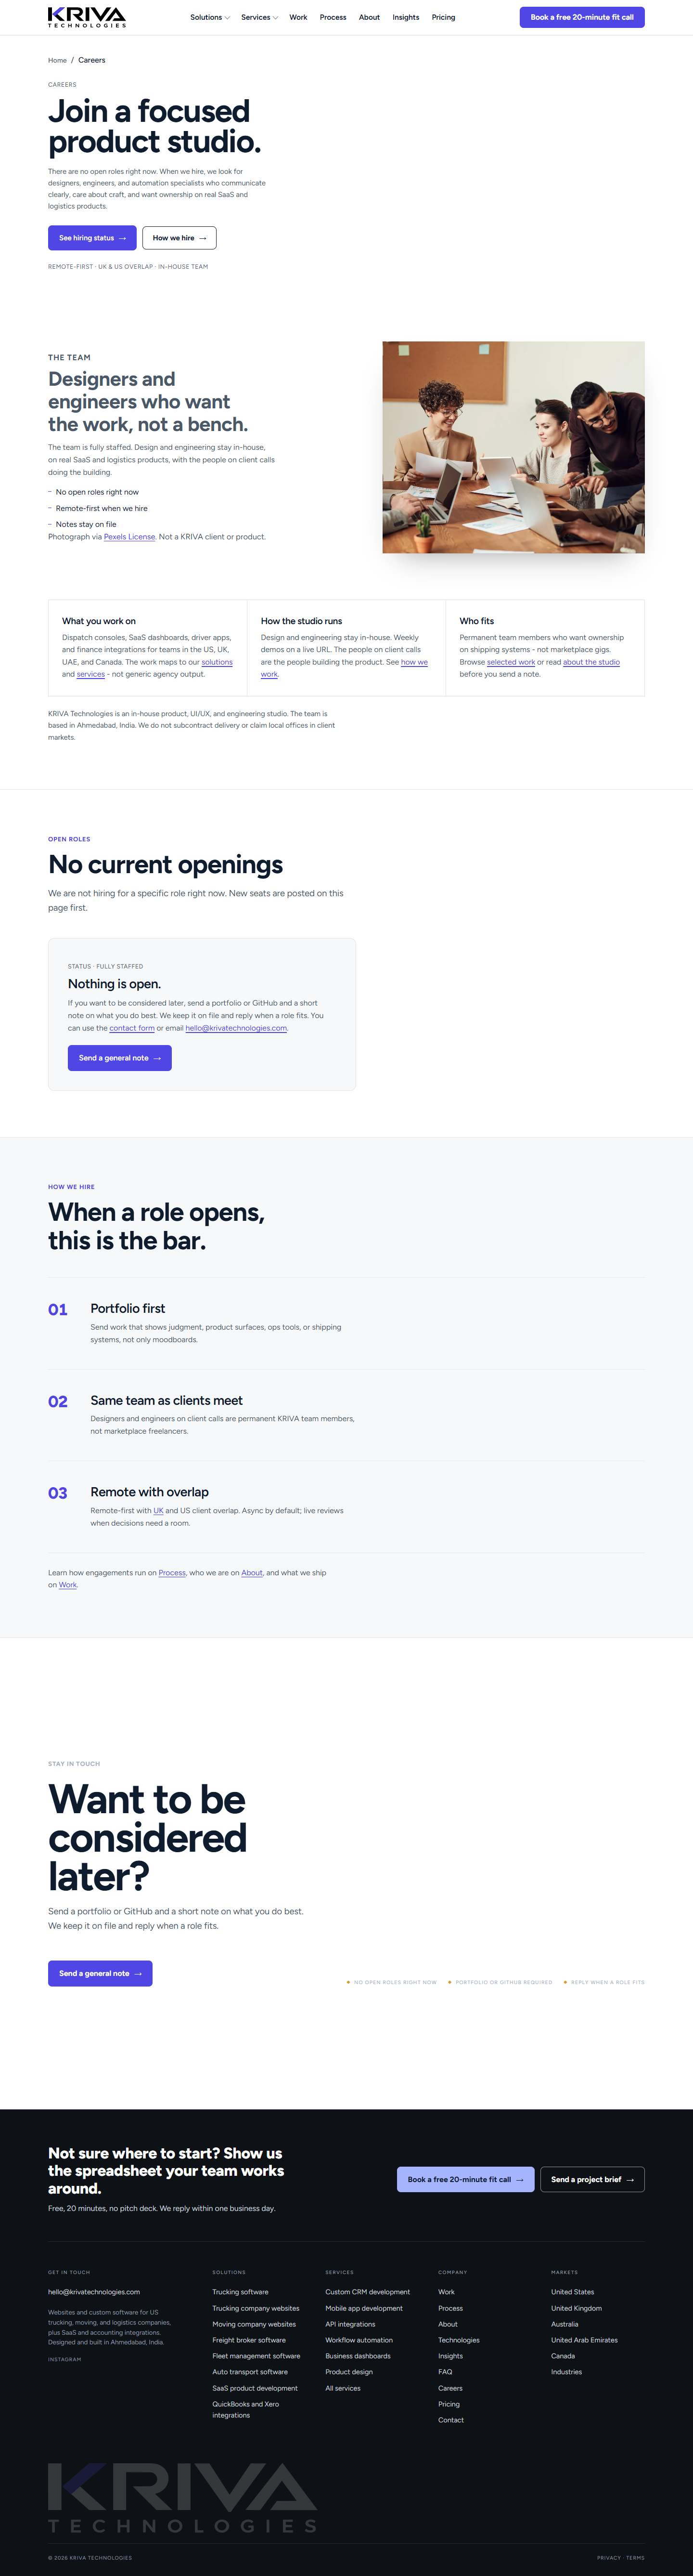 KRIVA
TECHNOLOGIES
Solutions
Services
Work
Process
About
Insights
Pricing
Book a free 20-minute fit call
Home / Careers
CAREERS
Join a focused
product studio.
There are no open roles right now. When we hire, we look for
designers, engineers, and automation specialists who communicate
clearly, care about craft, and want ownership on real SaaS and
logistics products.
See hiring status →
How we hire →
REMOTE-FIRST · UK & US OVERLAP · IN-HOUSE TEAM
THE TEAM
Designers and
engineers who want
the work, not a bench.
The team is fully staffed. Design and engineering stay in-house,
on real SaaS and logistics products, with the people on client calls
doing the building.
– No open roles right now
– Remote-first when we hire
– Notes stay on file
Photograph via Pexels License. Not a KRIVA client or product.
What you work on
Dispatch consoles, SaaS dashboards, driver apps,
and finance integrations for teams in the US, UK,
UAE, and Canada. The work maps to our solutions
and services - not generic agency output.
How the studio runs
Design and engineering stay in-house. Weekly
demos on a live URL. The people on client calls
are the people building the product. See how we
work.
Who fits
Permanent team members who want ownership
on shipping systems - not marketplace gigs.
Browse selected work or read about the studio
before you send a note.
KRIVA Technologies is an in-house product, UI/UX, and engineering studio. The team is
based in Ahmedabad, India. We do not subcontract delivery or claim local offices in client
markets.
OPEN ROLES
No current openings
We are not hiring for a specific role right now. New seats are posted on this
page first.
STATUS · FULLY STAFFED
Nothing is open.
If you want to be considered later, send a portfolio or GitHub and a short
note on what you do best. We keep it on file and reply when a role fits. You
can use the contact form or email hello@krivatechnologies.com.
Send a general note →
HOW WE HIRE
When a role opens,
this is the bar.
01
Portfolio first
Send work that shows judgment, product surfaces, ops tools, or shipping
systems, not only moodboards.
02
Same team as clients meet
Designers and engineers on client calls are permanent KRIVA team members,
not marketplace freelancers.
03
Remote with overlap
Remote-first with UK and US client overlap. Async by default; live reviews
when decisions need a room.
Learn how engagements run on Process, who we are on About, and what we ship
on Work.
STAY IN TOUCH
Want to be
considered
later?
Send a portfolio or GitHub and a short note on what you do best.
We keep it on file and reply when a role fits.
Send a general note →
NO OPEN ROLES RIGHT NOW
PORTFOLIO OR GITHUB REQUIRED
REPLY WHEN A ROLE FITS
Not sure where to start? Show us
the spreadsheet your team works
around.
Free, 20 minutes, no pitch deck. We reply within one business day.
Book a free 20-minute fit call →
Send a project brief →
GET IN TOUCH
hello@krivatechnologies.com
Websites and custom software for US
trucking, moving, and logistics companies,
plus SaaS and accounting integrations.
Designed and built in Ahmedabad, India.
INSTAGRAM
SOLUTIONS
Trucking software
Trucking company websites
Moving company websites
Freight broker software
Fleet management software
Auto transport software
SaaS product development
QuickBooks and Xero
integrations
SERVICES
Custom CRM development
Mobile app development
API integrations
Workflow automation
Business dashboards
Product design
All services
COMPANY
Work
Process
About
Technologies
Insights
FAQ
Careers
Pricing
Contact
MARKETS
United States
United Kingdom
Australia
United Arab Emirates
Canada
Industries
KRIVA
TECHNOLOGIES
© 2026 KRIVA TECHNOLOGIES
PRIVACY · TERMS